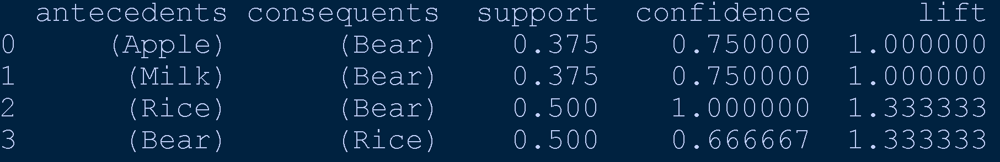 antecedents consequents support confidence lift
0 (Apple) (Bear) 0.375 0.750000 1.000000
1 (Milk) (Bear) 0.375 0.750000 1.000000
2 (Rice) (Bear) 0.500 1.000000 1.333333
3 (Bear) (Rice) 0.500 0.666667 1.333333